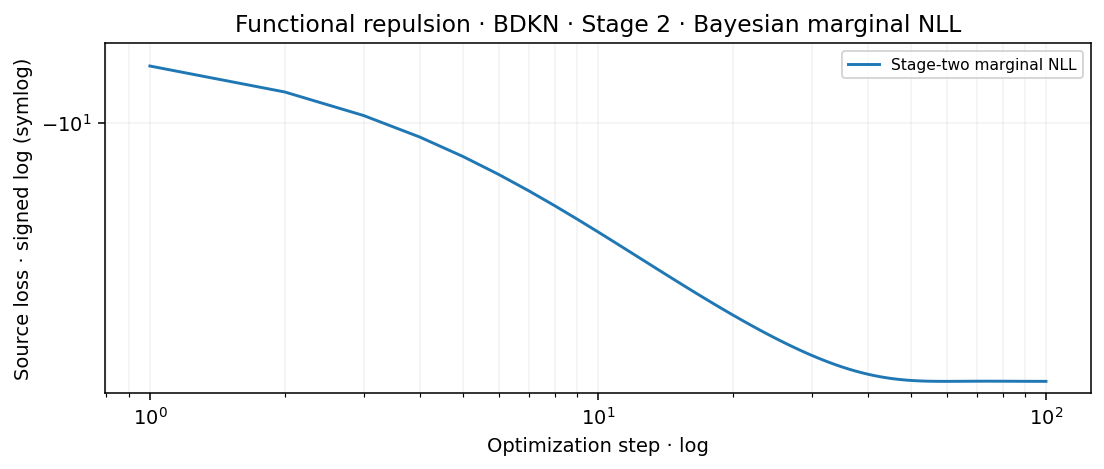 Functional repulsion · BDKN · Stage 2 · Bayesian marginal NLL
Stage-two marginal NLL
Source loss · signed log (symlog)
−10¹
10⁰
10¹
10²
Optimization step · log